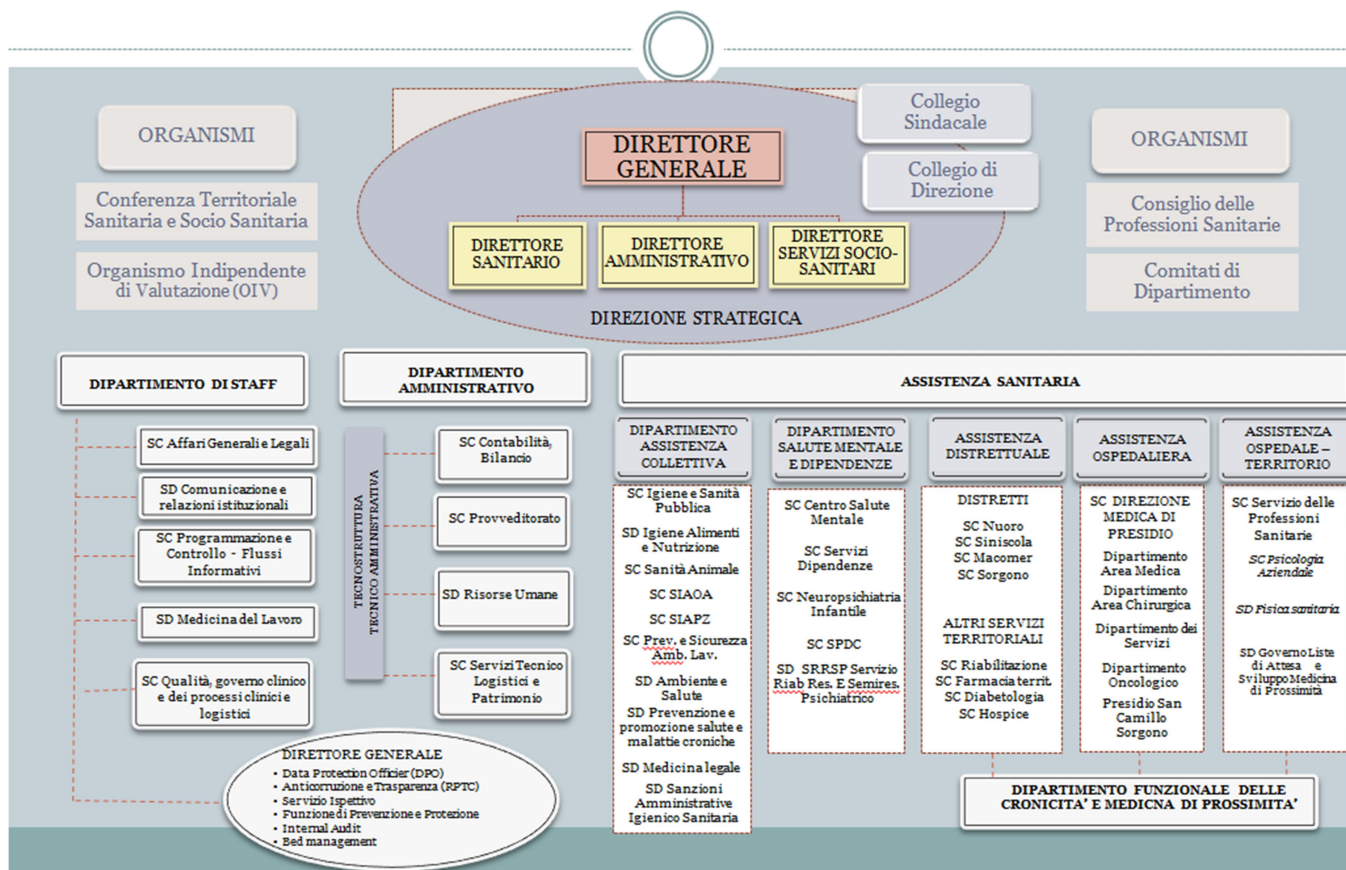 ORGANISMI
Conferenza Territoriale
Sanitaria e Socio Sanitaria
Organismo Indipendente
di Valutazione (OIV)
DIRETTORE
GENERALE
Collegio
Sindacale
Collegio di
Direzione
DIRETTORE
SANITARIO
DIRETTORE
AMMINISTRATIVO
DIRETTORE
SERVIZI SOCIO-
SANITARI
DIREZIONE STRATEGICA
ORGANISMI
Consiglio delle
Professioni Sanitarie
Comitati di
Dipartimento
DIPARTIMENTO DI STAFF
SC Affari Generali e Legali
SD Comunicazione e
relazioni istituzionali
SC Programmazione e
Controllo - Flussi
Informativi
SD Medicina del Lavoro
SC Qualità, governo clinico
e dei processi clinici e
logistici
DIRETTORE GENERALE
• Data Protection Officier (DPO)
• Anticorruzione e Trasparenza (RPTC)
• Servizio Ispettivo
• Funzione di Prevenzione e Protezione
• Internal Audit
• Bed management
DIPARTIMENTO
AMMINISTRATIVO
TECNOSTRUTTURA
TECNICO AMMINISTRATIVA
SC Contabilità,
Bilancio
SC Provveditorato
SD Risorse Umane
SC Servizi Tecnico
Logistici e
Patrimonio
ASSISTENZA SANITARIA
DIPARTIMENTO
ASSISTENZA
COLLETTIVA
SC Igiene e Sanità
Pubblica
SD Igiene Alimenti
e Nutrizione
SC Sanità Animale
SC SIAOA
SC SIAPZ
SC Prev. e Sicurezza
Amb. Lav.
SD Ambiente e
Salute
SD Prevenzione e
promozione salute e
malattie croniche
SD Medicina legale
SD Sanzioni
Amministrative
Igienico Sanitaria
DIPARTIMENTO
SALUTE MENTALE
E DIPENDENZE
SC Centro Salute
Mentale
SC Servizi
Dipendenze
SC Neuropsichiatria
Infantile
SC SPDC
SD SRRSP Servizio
Riab Res. E Semires.
Psichiatrico
ASSISTENZA
DISTRETTUALE
DISTRETTI
SC Nuoro
SC Siniscola
SC Macomer
SC Sorgono
ALTRI SERVIZI
TERRITORIALI
SC Riabilitazione
SC Farmacia territ.
SC Diabetologia
SC Hospice
ASSISTENZA
OSPEDALIERA
SC DIREZIONE
MEDICA DI
PRESIDIO
Dipartimento
Area Medica
Dipartimento
Area Chirurgica
Dipartimento dei
Servizi
Dipartimento
Oncologico
Presidio San
Camillo
Sorgono
ASSISTENZA
OSPEDALE –
TERRITORIO
SC Servizio delle
Professioni
Sanitarie
SC Psicologia
Aziendale
SD Fisica sanitaria
SD Governo Liste
di Attesa e
Sviluppo Medicina
di Prossimità
DIPARTIMENTO FUNZIONALE DELLE
CRONICITA' E MEDICNA DI PROSSIMITA'